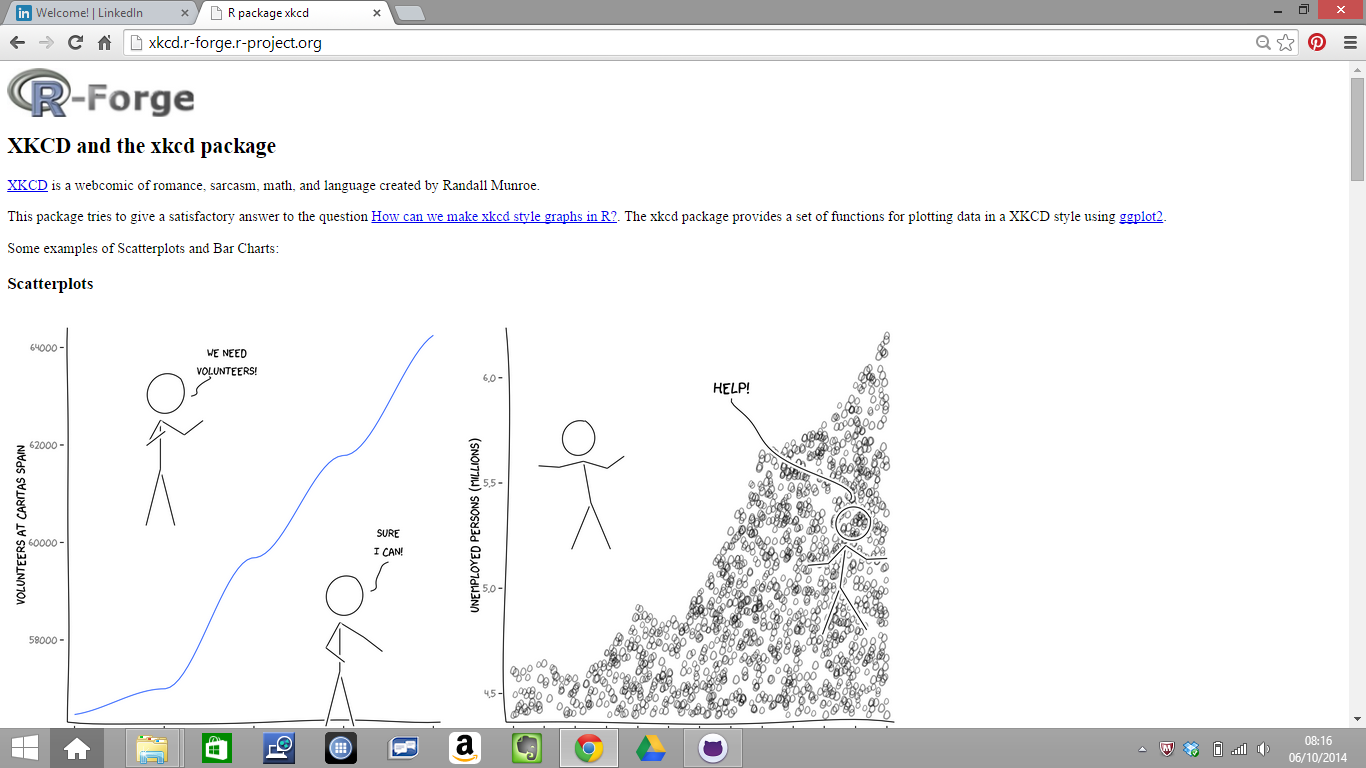 Welcome! | LinkedIn
R package xkcd
xkcd.r-forge.r-project.org
R-Forge
XKCD and the xkcd package
XKCD is a webcomic of romance, sarcasm, math, and language created by Randall Munroe.
This package tries to give a satisfactory answer to the question How can we make xkcd style graphs in R?. The xkcd package provides a set of functions for plotting data in a XKCD style using ggplot2.
Some examples of Scatterplots and Bar Charts:
Scatterplots
64000
62000
60000
58000
VOLUNTEERS AT CARITAS SPAIN
WE NEED
VOLUNTEERS!
SURE
I CAN!
6,0
5,5
5,0
4,5
UNEMPLOYED PERSONS (MILLIONS)
HELP!
08:16
06/10/2014